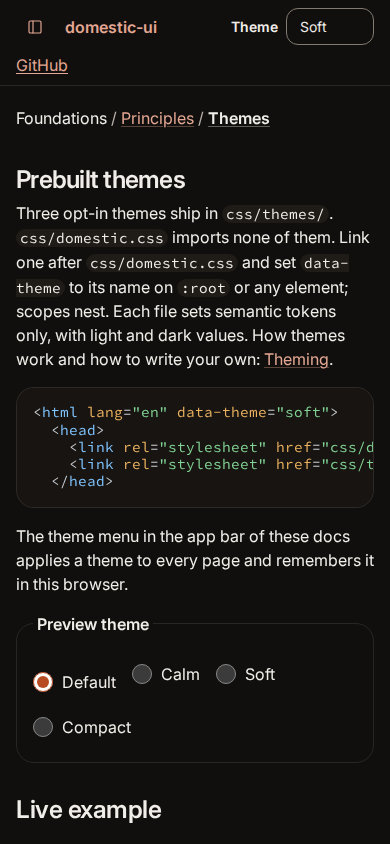 domestic-ui
Theme
Soft
GitHub
Foundations / Principles / Themes
Prebuilt themes
Three opt-in themes ship in css/themes/.
css/domestic.css imports none of them. Link
one after css/domestic.css and set data-
theme to its name on :root or any element;
scopes nest. Each file sets semantic tokens
only, with light and dark values. How themes
work and how to write your own: Theming.
<html lang="en" data-theme="soft">
<head>
<link rel="stylesheet" href="css/d
<link rel="stylesheet" href="css/t
</head>
The theme menu in the app bar of these docs
applies a theme to every page and remembers it
in this browser.
Preview theme
Default
Calm
Soft
Compact
Live example